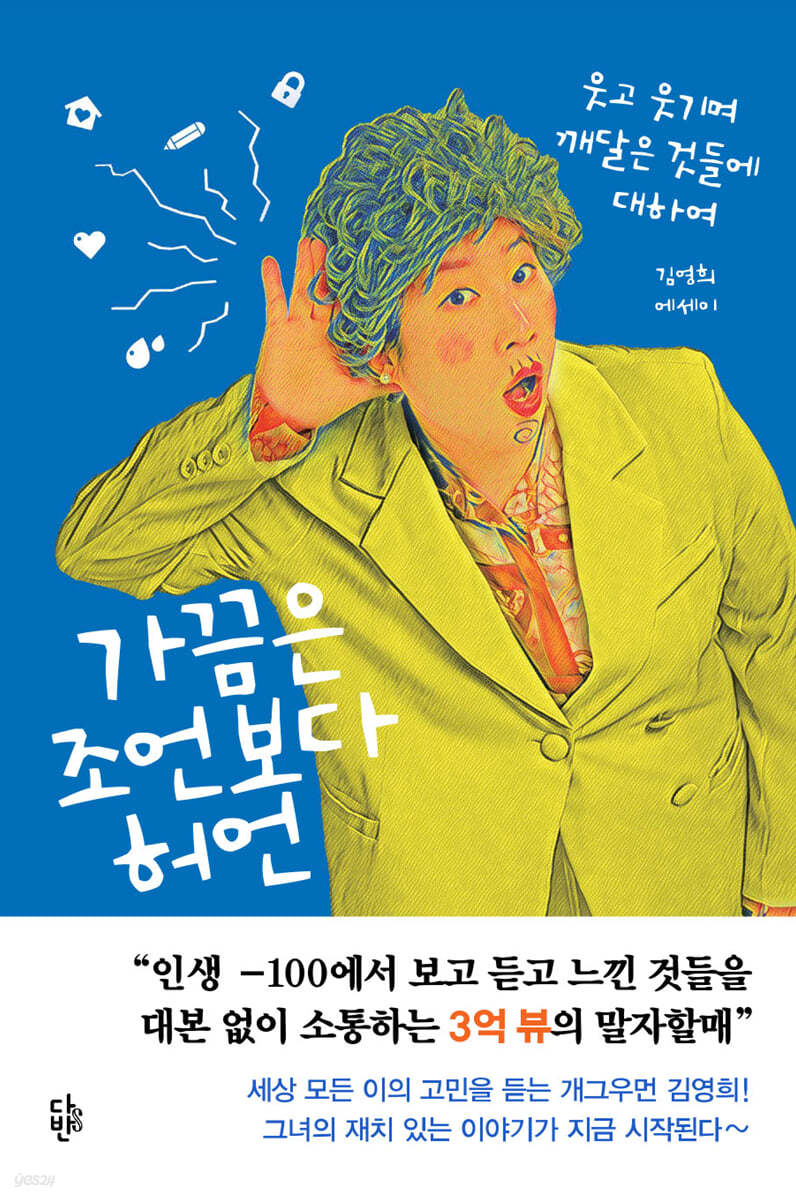 웃고 웃기며
깨달은 것들에
대하여
김영희
에세이
가끔은
조언보다
허언
“인생 -100에서 보고 듣고 느낀 것들을
대본 없이 소통하는 3억 뷰의 말자할매”
세상 모든 이의 고민을 듣는 개그우먼 김영희!
그녀의 재치 있는 이야기가 지금 시작된다~
다
반s
yes24